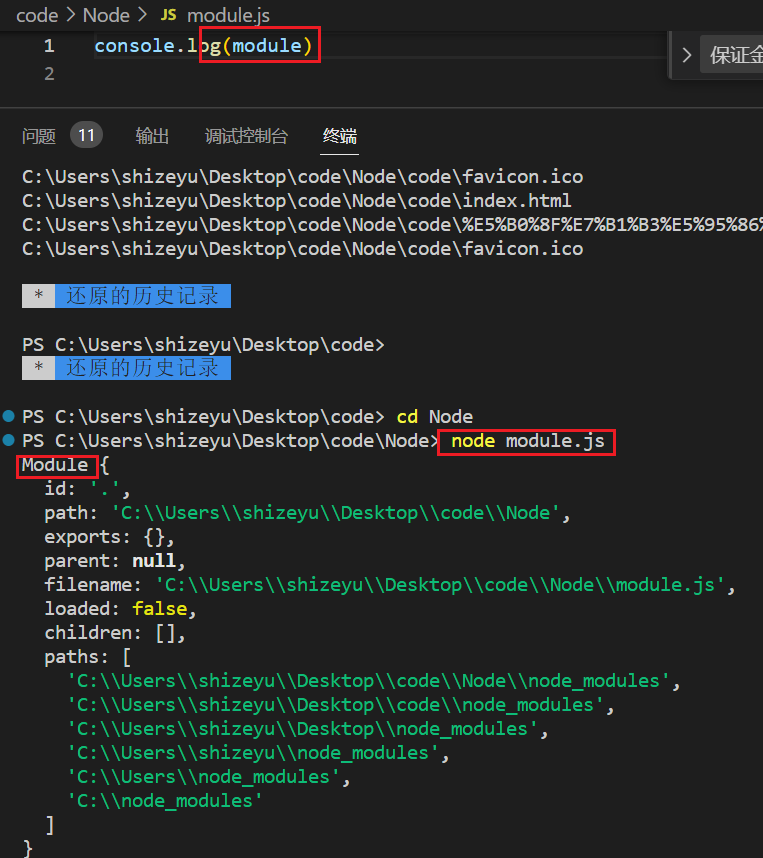 code > Node > JS module.js
1 console.log(module)
2
> 保证金
问题 11 输出 调试控制台 终端
C:\Users\shizeyu\Desktop\code\Node\code\favicon.ico
C:\Users\shizeyu\Desktop\code\Node\code\index.html
C:\Users\shizeyu\Desktop\code\Node\code\%E5%B0%8F%E7%B1%B3%E5%95%86%
C:\Users\shizeyu\Desktop\code\Node\code\favicon.ico
* 还原的历史记录
PS C:\Users\shizeyu\Desktop\code>
* 还原的历史记录
PS C:\Users\shizeyu\Desktop\code> cd Node
PS C:\Users\shizeyu\Desktop\code\Node> node module.js
Module {
id: '.',
path: 'C:\\Users\\shizeyu\\Desktop\\code\\Node',
exports: {},
parent: null,
filename: 'C:\\Users\\shizeyu\\Desktop\\code\\Node\\module.js',
loaded: false,
children: [],
paths: [
'C:\\Users\\shizeyu\\Desktop\\code\\Node\\node_modules',
'C:\\Users\\shizeyu\\Desktop\\code\\node_modules',
'C:\\Users\\shizeyu\\Desktop\\node_modules',
'C:\\Users\\shizeyu\\node_modules',
'C:\\Users\\node_modules',
'C:\\node_modules'
]
}